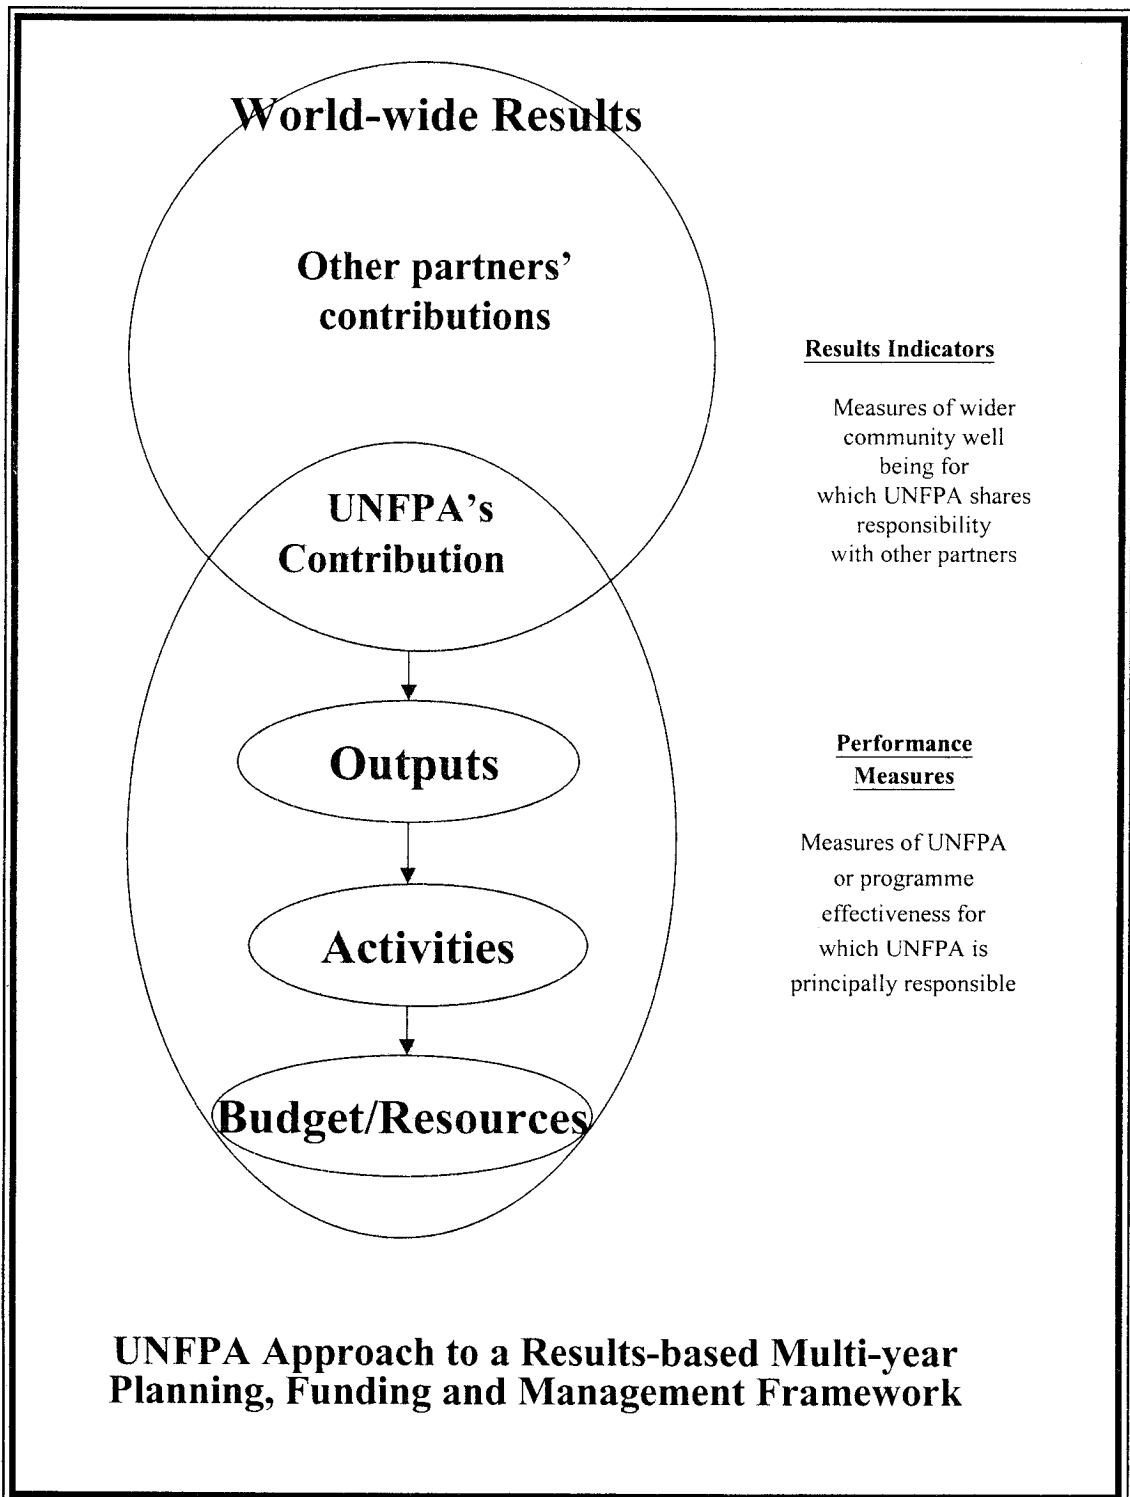 World-wide Results
Other partners’
contributions
Results Indicators
Measures of wider
community well
being for
which UNFPA shares
responsibility
with other partners
UNFPA’s
Contribution
Outputs
Performance
Measures
Measures of UNFPA
or programme
effectiveness for
which UNFPA is
principally responsible
Activities
Budget/Resources
UNFPA Approach to a Results-based Multi-year
Planning, Funding and Management Framework